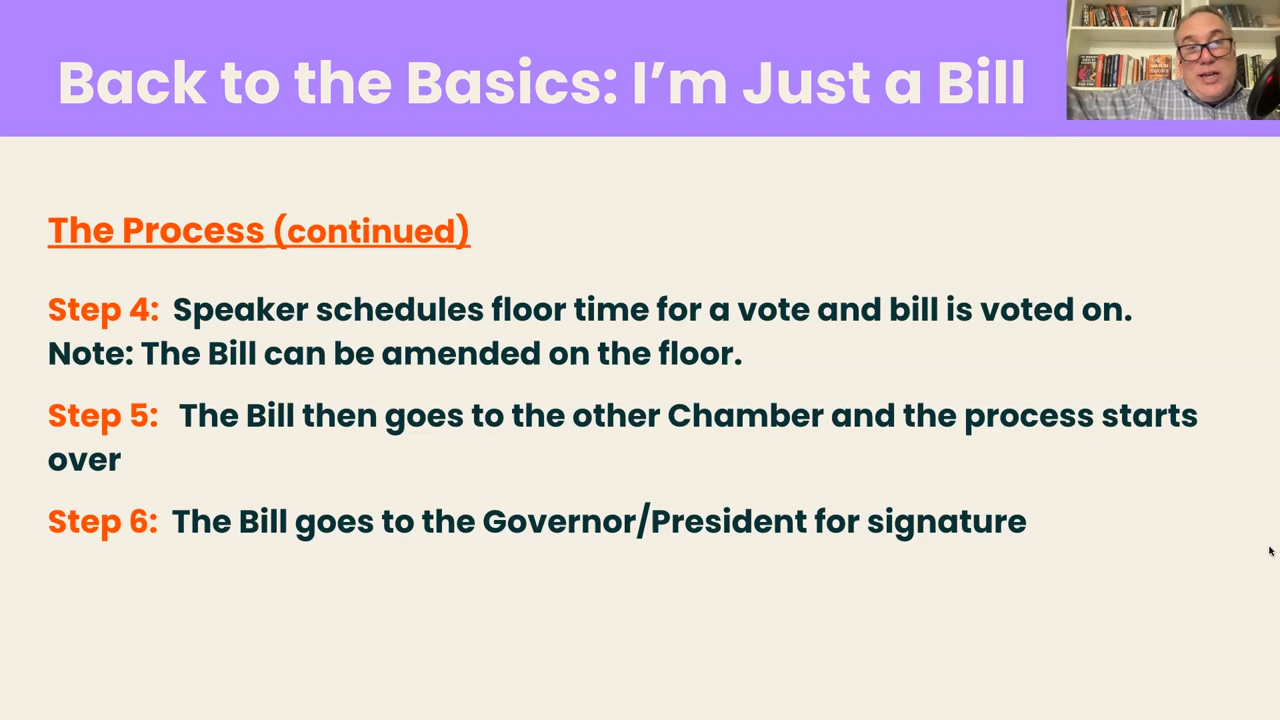 Back to the Basics: I’m Just a Bill
The Process (continued)
Step 4: Speaker schedules floor time for a vote and bill is voted on.
Note: The Bill can be amended on the floor.
Step 5: The Bill then goes to the other Chamber and the process starts
over
Step 6: The Bill goes to the Governor/President for signature